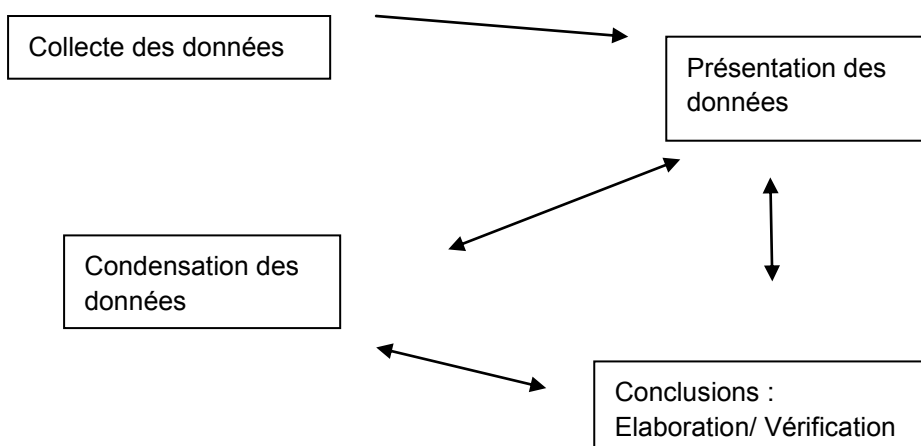 Collecte des données
Présentation des
données
Condensation des
données
Conclusions :
Elaboration/ Vérification